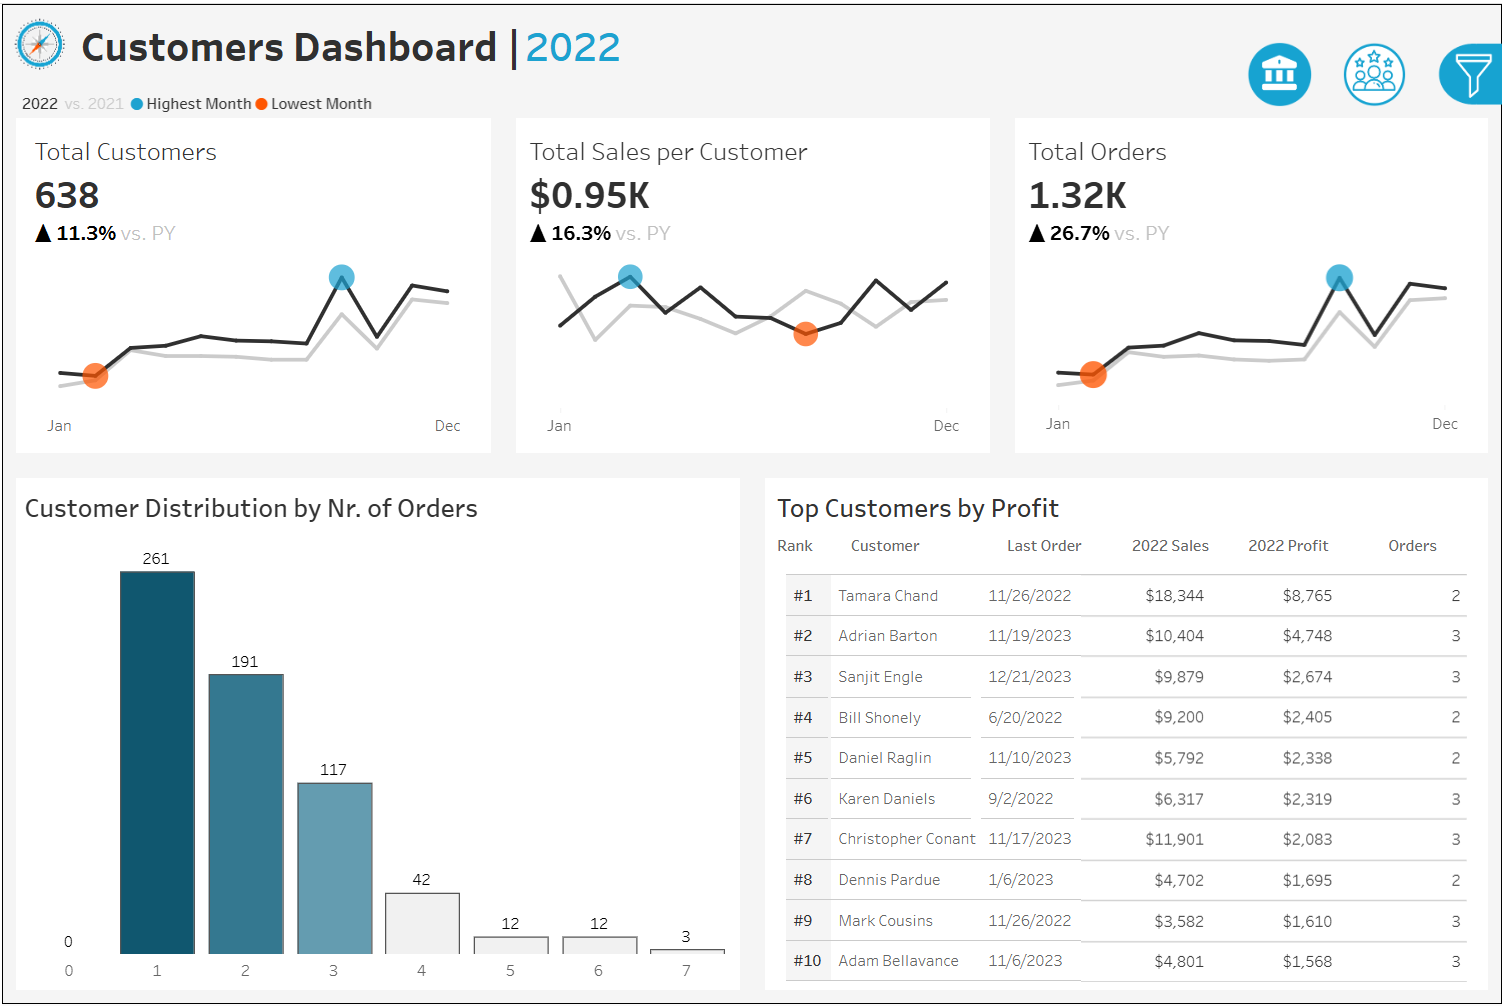 Customers Dashboard | 2022
2022 vs. 2021 Highest Month Lowest Month
Total Customers
638
▲ 11.3% vs. PY
Jan Dec
Total Sales per Customer
$0.95K
▲ 16.3% vs. PY
Jan Dec
Total Orders
1.32K
▲ 26.7% vs. PY
Jan Dec
Customer Distribution by Nr. of Orders
261
191
117
42
12
12
3
0
0 1 2 3 4 5 6 7
Top Customers by Profit
Rank Customer Last Order 2022 Sales 2022 Profit Orders
#1 Tamara Chand 11/26/2022 $18,344 $8,765 2
#2 Adrian Barton 11/19/2023 $10,404 $4,748 3
#3 Sanjit Engle 12/21/2023 $9,879 $2,674 3
#4 Bill Shonely 6/20/2022 $9,200 $2,405 2
#5 Daniel Raglin 11/10/2023 $5,792 $2,338 2
#6 Karen Daniels 9/2/2022 $6,317 $2,319 3
#7 Christopher Conant 11/17/2023 $11,901 $2,083 3
#8 Dennis Pardue 1/6/2023 $4,702 $1,695 2
#9 Mark Cousins 11/26/2022 $3,582 $1,610 3
#10 Adam Bellavance 11/6/2023 $4,801 $1,568 3